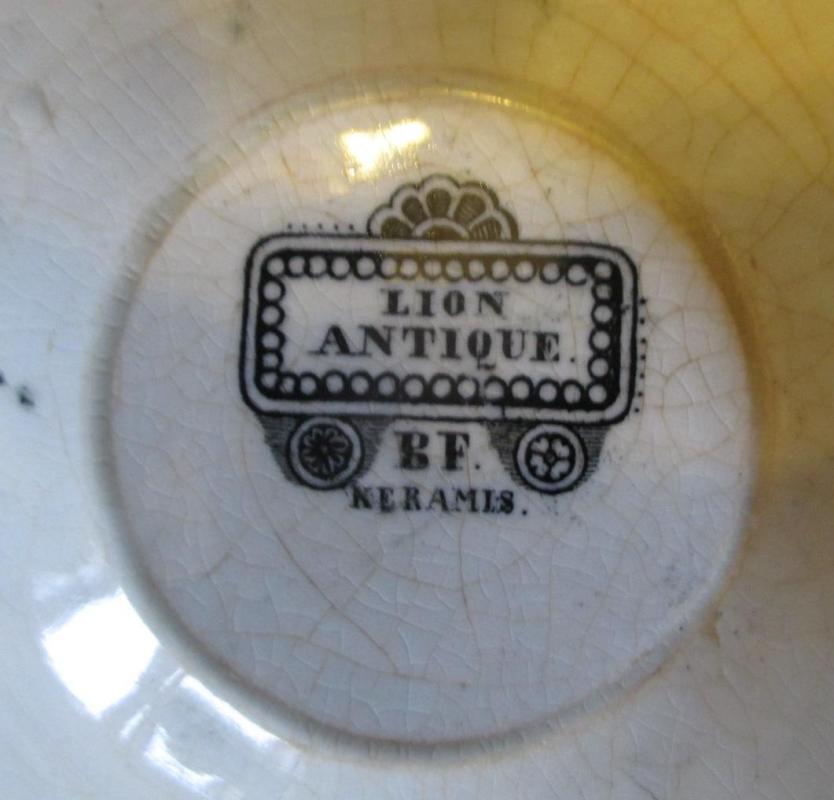 LION
ANTIQUE.
BF.
KERAMIS.